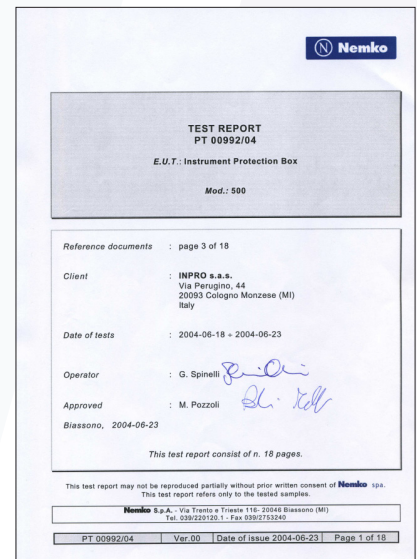 N Nemko
TEST REPORT
PT 00992/04
E.U.T.: Instrument Protection Box
Mod.: 500
Reference documents : page 3 of 18
Client : INPRO s.a.s.
Via Perugino, 44
20093 Cologno Monzese (MI)
Italy
Date of tests : 2004-06-18 ÷ 2004-06-23
Operator : G. Spinelli
Approved : M. Pozzoli
Biassono, 2004-06-23
This test report consist of n. 18 pages.
This test report may not be reproduced partially without prior written consent of Nemko spa.
This test report refers only to the tested samples.
Nemko S.p.A. - Via Trento e Trieste 116- 20046 Biassono (MI)
Tel. 039/220120.1 - Fax 039/2753240
PT 00992/04 Ver.00 Date of issue 2004-06-23 Page 1 of 18